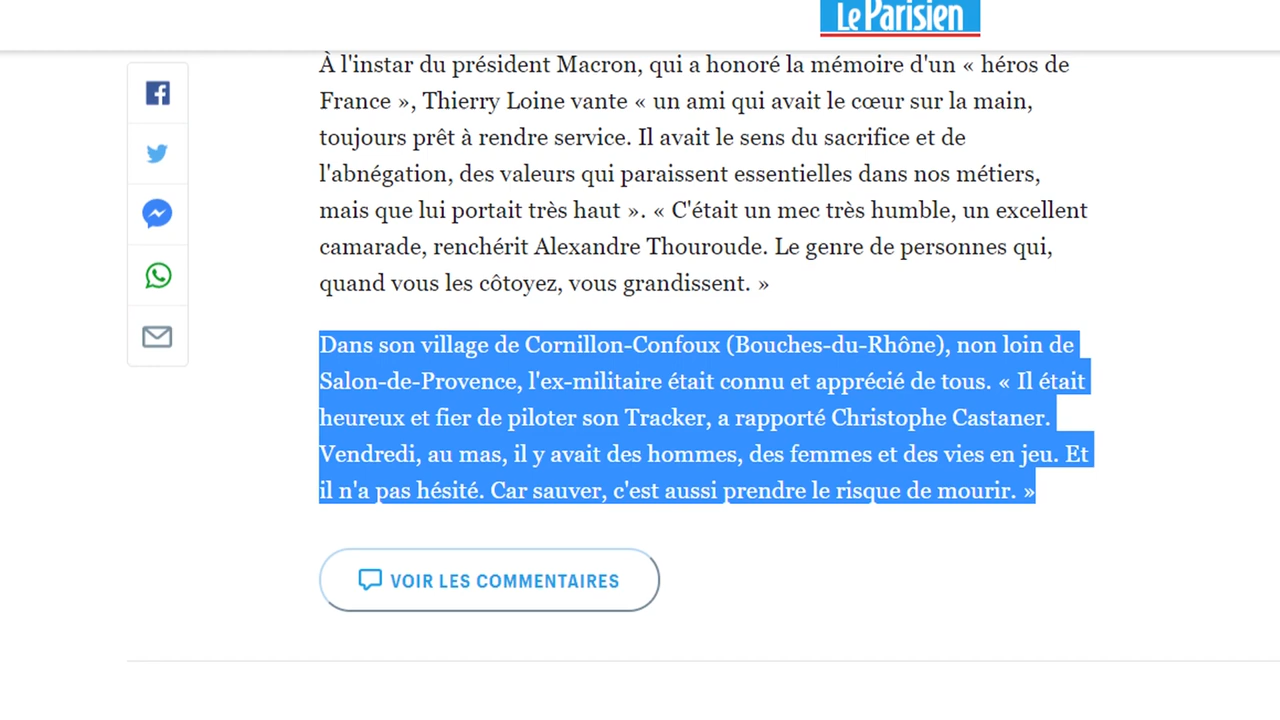 Le Parisien
À l'instar du président Macron, qui a honoré la mémoire d'un « héros de
France », Thierry Loine vante « un ami qui avait le cœur sur la main,
toujours prêt à rendre service. Il avait le sens du sacrifice et de
l'abnégation, des valeurs qui paraissent essentielles dans nos métiers,
mais que lui portait très haut ». « C'était un mec très humble, un excellent
camarade, renchérit Alexandre Thouroude. Le genre de personnes qui,
quand vous les côtoyez, vous grandissent. »
Dans son village de Cornillon-Confoux (Bouches-du-Rhône), non loin de
Salon-de-Provence, l'ex-militaire était connu et apprécié de tous. « Il était
heureux et fier de piloter son Tracker, a rapporté Christophe Castaner.
Vendredi, au mas, il y avait des hommes, des femmes et des vies en jeu. Et
il n'a pas hésité. Car sauver, c'est aussi prendre le risque de mourir. »
VOIR LES COMMENTAIRES